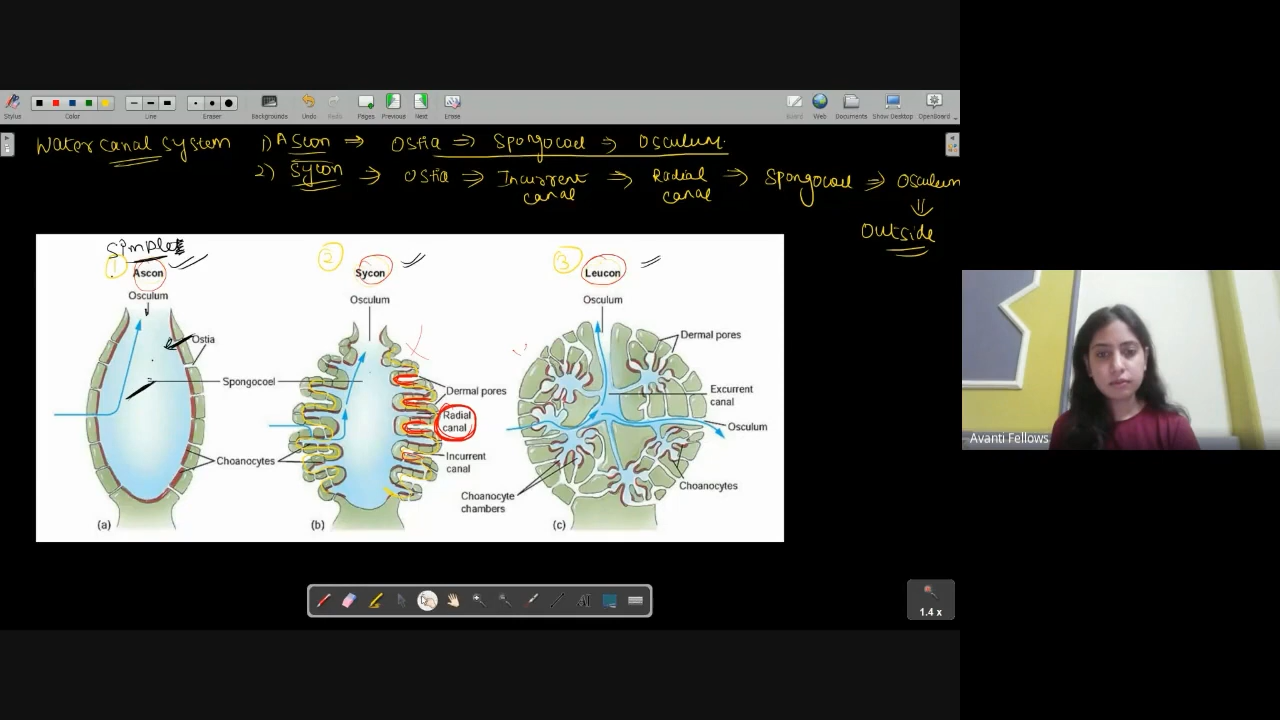 Stylus Color Line Eraser Backgrounds Undo Redo Pages Previous Next Erase Board Web Documents Show Desktop OpenBoard
Water canal System 1) Ascon ⇒ Ostia ⇒ Spongocoel ⇒ Osculum.
2) Sycon ⇒ Ostia ⇒ Incurrent canal ⇒ Radial canal ⇒ Spongocoel ⇒ Osculum
⇓
Outside
Simplest
1 Ascon
Osculum
Ostia
Spongocoel
Choanocytes
(a)
2 Sycon
Osculum
Dermal pores
Radial
canal
Incurrent
canal
(b)
3 Leucon
Osculum
Dermal pores
Excurrent
canal
Osculum
Choanocytes
Choanocyte
chambers
(c)
Avanti Fellows
1.4 x